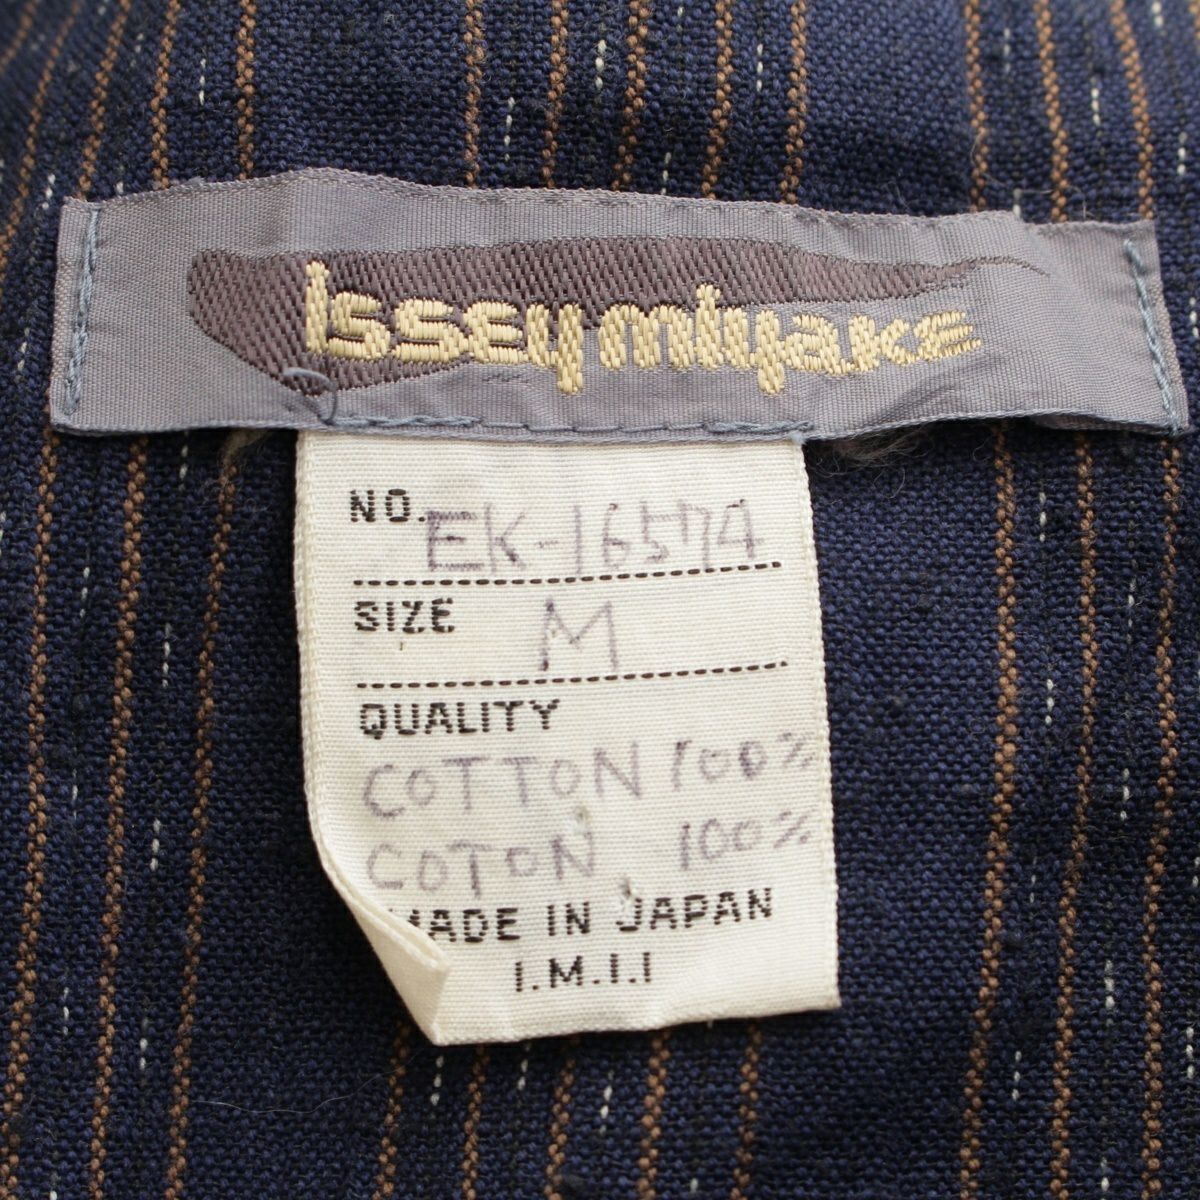 issey miyake
NO. EK-16574
SIZE M
QUALITY
COTTON 100%
COTON 100%
MADE IN JAPAN
I.M.I.I